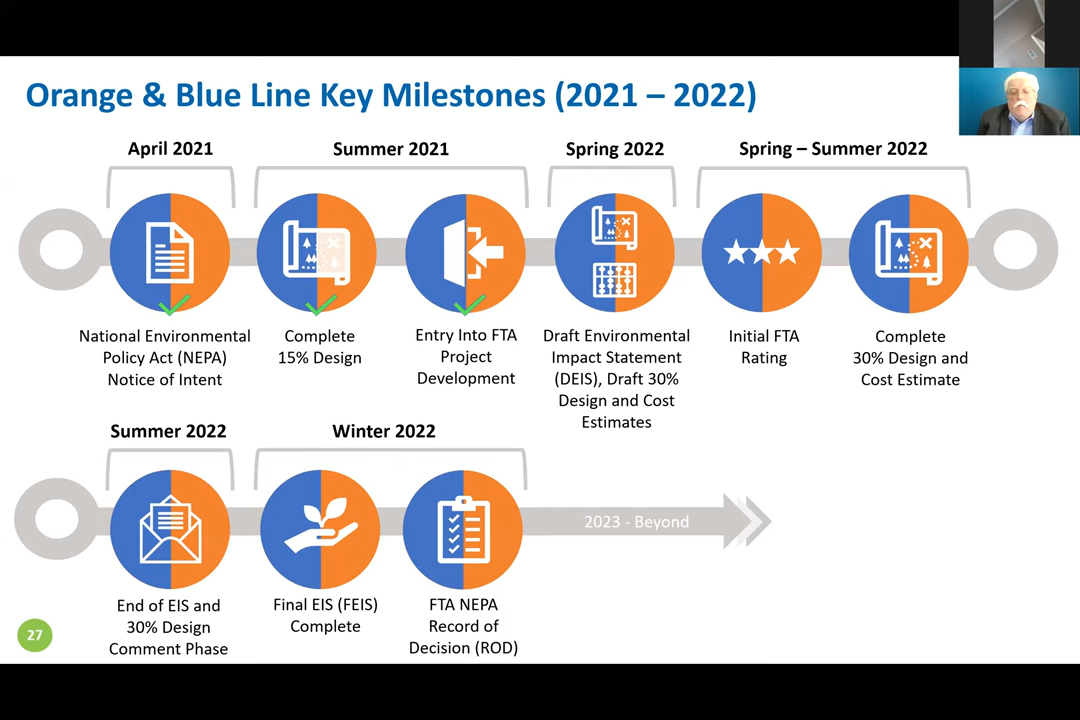 Orange & Blue Line Key Milestones (2021 – 2022)
April 2021
Summer 2021
Spring 2022
Spring – Summer 2022
National Environmental
Policy Act (NEPA)
Notice of Intent
Complete
15% Design
Entry Into FTA
Project
Development
Draft Environmental
Impact Statement
(DEIS), Draft 30%
Design and Cost
Estimates
Initial FTA
Rating
Complete
30% Design and
Cost Estimate
Summer 2022
Winter 2022
2023 - Beyond
End of EIS and
30% Design
Comment Phase
Final EIS (FEIS)
Complete
FTA NEPA
Record of
Decision (ROD)
27